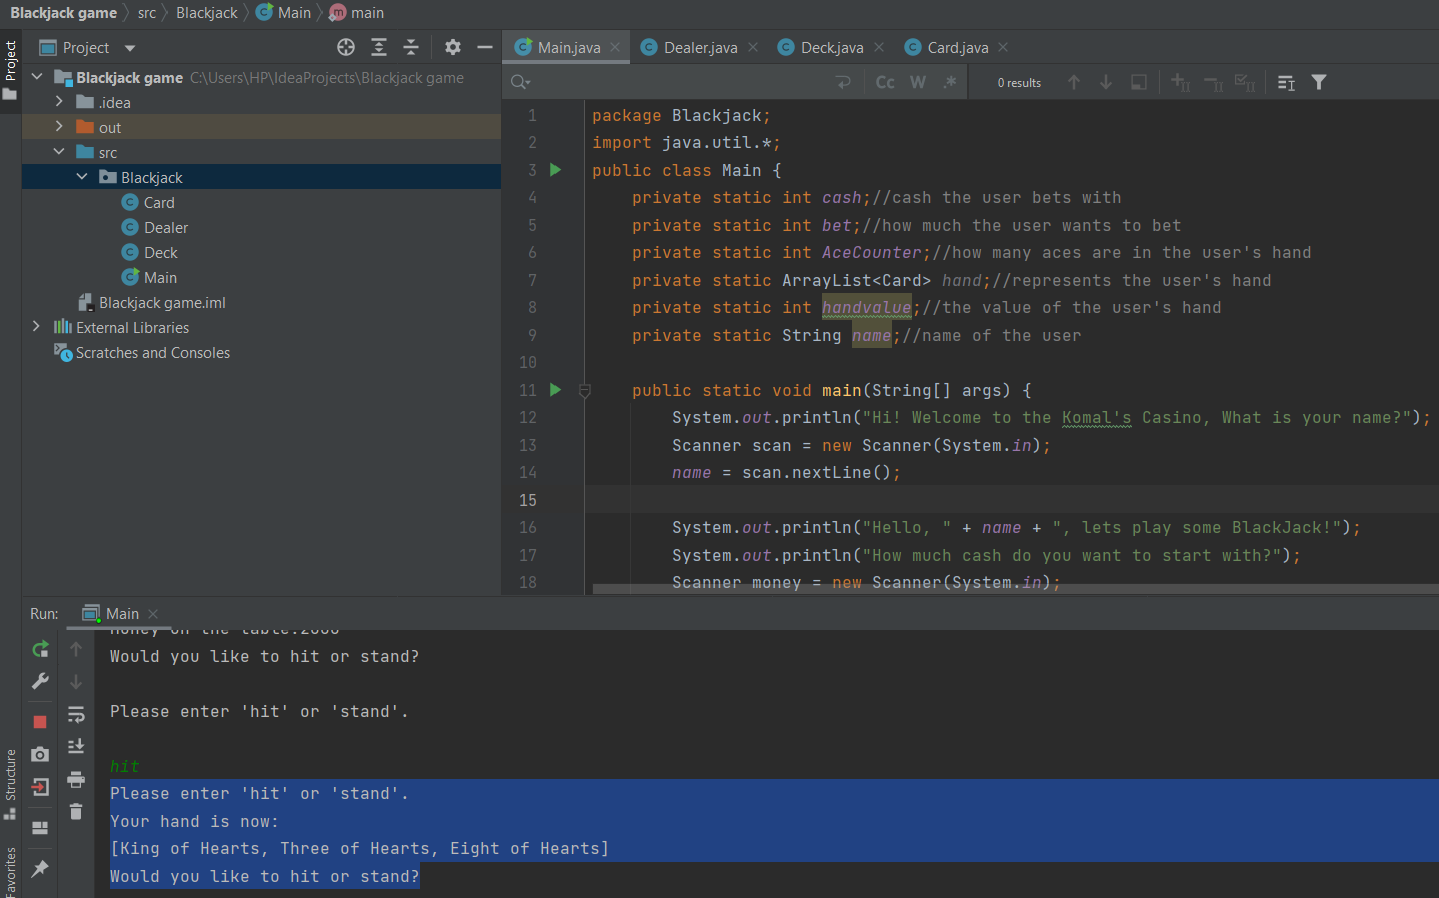 Blackjack game src Blackjack Main main
Project
Project
Blackjack game C:\Users\HP\IdeaProjects\Blackjack game
.idea
out
src
Blackjack
Card
Dealer
Deck
Main
Blackjack game.iml
External Libraries
Scratches and Consoles
Main.java Dealer.java Deck.java Card.java
Cc W .* 0 results
1 package Blackjack;
2 import java.util.*;
3 public class Main {
4 private static int cash;//cash the user bets with
5 private static int bet;//how much the user wants to bet
6 private static int AceCounter;//how many aces are in the user's hand
7 private static ArrayList<Card> hand;//represents the user's hand
8 private static int handvalue;//the value of the user's hand
9 private static String name;//name of the user
10
11 public static void main(String[] args) {
12 System.out.println("Hi! Welcome to the Komal's Casino, What is your name?");
13 Scanner scan = new Scanner(System.in);
14 name = scan.nextLine();
15
16 System.out.println("Hello, " + name + ", lets play some BlackJack!");
17 System.out.println("How much cash do you want to start with?");
18 Scanner money = new Scanner(System.in);
Run: Main
Money on the table:2000
Would you like to hit or stand?
Please enter 'hit' or 'stand'.
hit
Please enter 'hit' or 'stand'.
Your hand is now:
[King of Hearts, Three of Hearts, Eight of Hearts]
Would you like to hit or stand?
Structure
Favorites